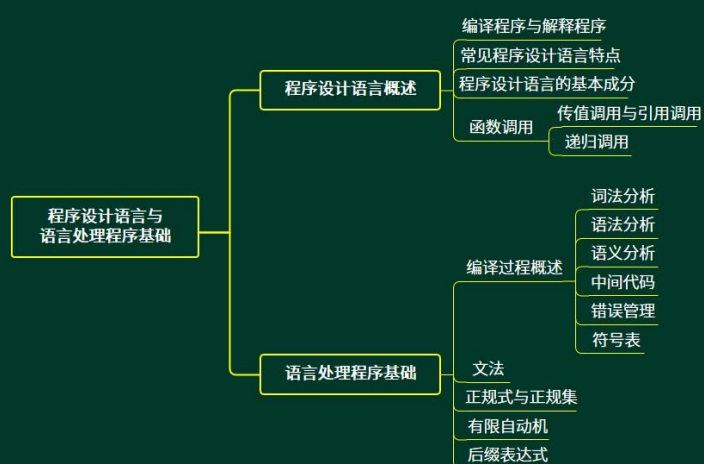 程序设计语言与
语言处理程序基础
程序设计语言概述
编译程序与解释程序
常见程序设计语言特点
程序设计语言的基本成分
函数调用
传值调用与引用调用
递归调用
语言处理程序基础
编译过程概述
词法分析
语法分析
语义分析
中间代码
错误管理
符号表
文法
正规式与正规集
有限自动机
后缀表达式